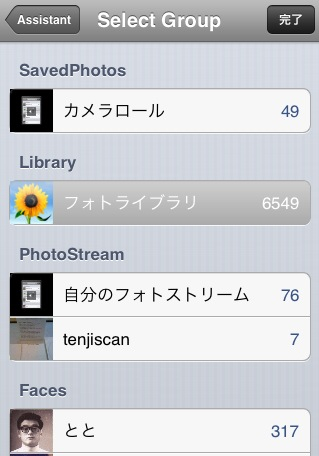 Assistant Select Group 完了
SavedPhotos
カメラロール 49
Library
フォトライブラリ 6549
PhotoStream
自分のフォトストリーム 76
tenjiscan 7
Faces
とと 317